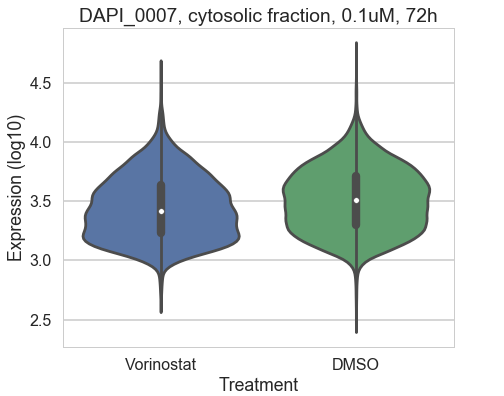 DAPI_0007, cytosolic fraction, 0.1uM, 72h
Expression (log10)
4.5
4.0
3.5
3.0
2.5
Vorinostat
DMSO
Treatment